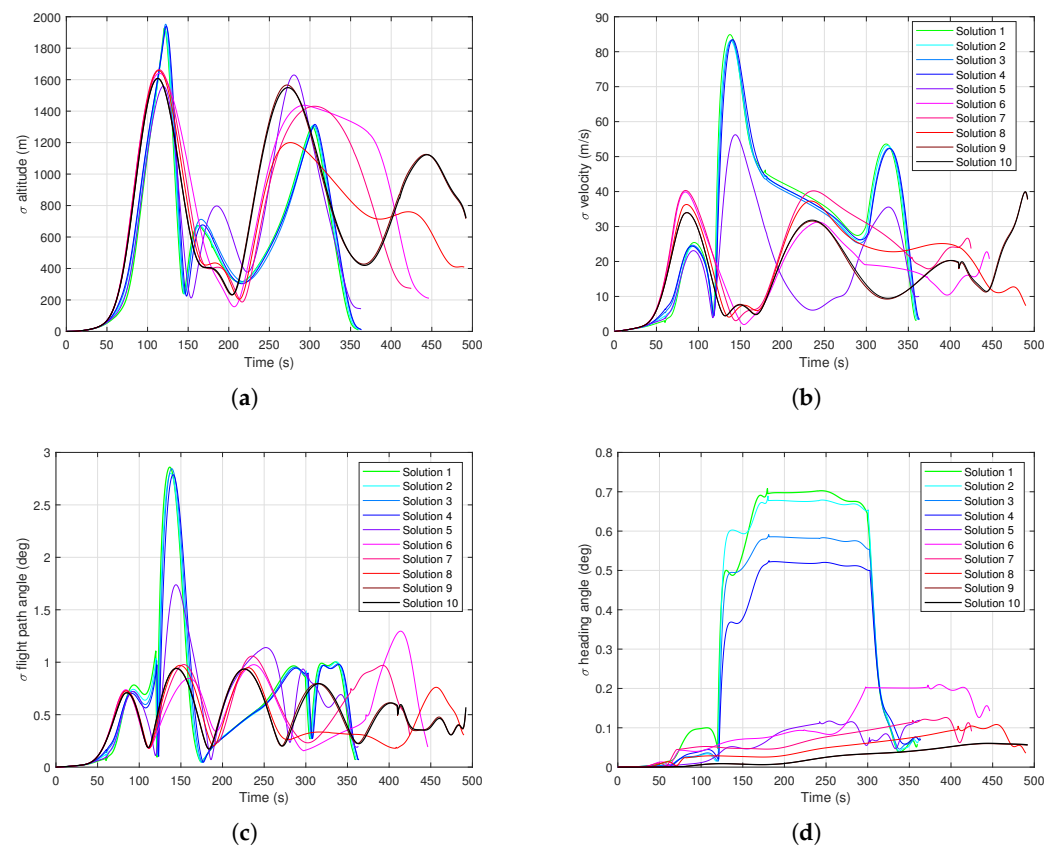 2000
1800
1600
1400
1200
1000
800
600
400
200
0
σ altitude (m)
0 50 100 150 200 250 300 350 400 450 500
Time (s)
(a)
90
80
70
60
50
40
30
20
10
0
σ velocity (m/s)
Solution 1
Solution 2
Solution 3
Solution 4
Solution 5
Solution 6
Solution 7
Solution 8
Solution 9
Solution 10
0 50 100 150 200 250 300 350 400 450 500
Time (s)
(b)
3
2.5
2
1.5
1
0.5
0
σ flight path angle (deg)
Solution 1
Solution 2
Solution 3
Solution 4
Solution 5
Solution 6
Solution 7
Solution 8
Solution 9
Solution 10
0 50 100 150 200 250 300 350 400 450 500
Time (s)
(c)
0.8
0.7
0.6
0.5
0.4
0.3
0.2
0.1
0
σ heading angle (deg)
Solution 1
Solution 2
Solution 3
Solution 4
Solution 5
Solution 6
Solution 7
Solution 8
Solution 9
Solution 10
0 50 100 150 200 250 300 350 400 450 500
Time (s)
(d)